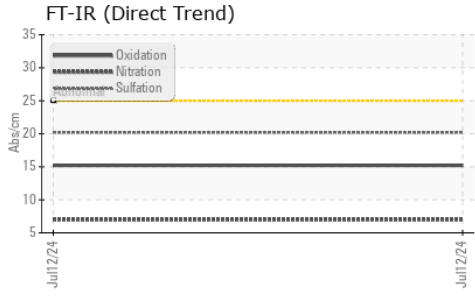 FT-IR (Direct Trend)
35
30
25
20
15
10
5
Abs/cm
Oxidation
Nitration
Sulfation
Abnormal
Jul12/24
Jul12/24